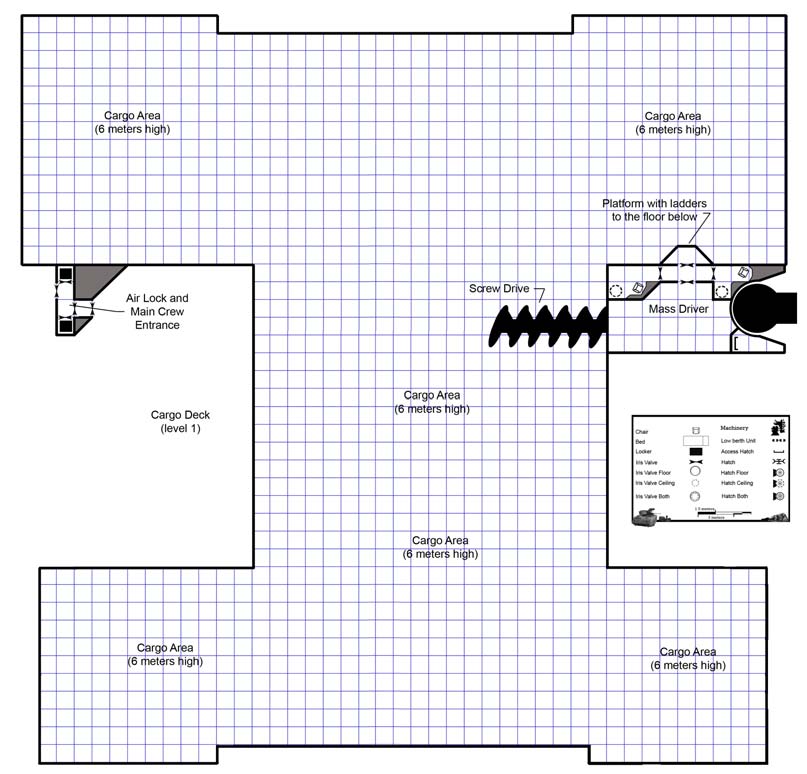 Cargo Area
(6 meters high)
Cargo Area
(6 meters high)
Platform with ladders
to the floor below
Air Lock and
Main Crew
Entrance
Screw Drive
Mass Driver
Cargo Area
(6 meters high)
Cargo Deck
(level 1)
Cargo Area
(6 meters high)
Cargo Area
(6 meters high)
Cargo Area
(6 meters high)
Chair
Bed
Locker
Iris Valve
Iris Valve Floor
Iris Valve Ceiling
Iris Valve Both
Machinery
Low berth Unit
Access Hatch
Hatch
Hatch Floor
Hatch Ceiling
Hatch Both
1.5 meters